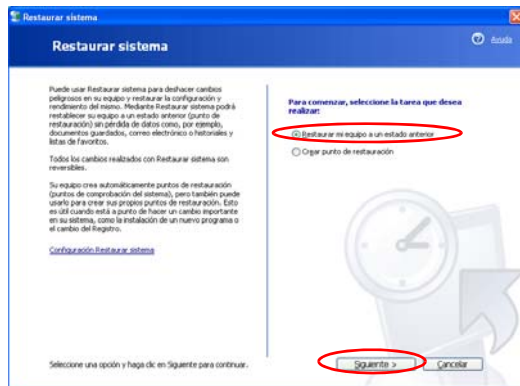 Restaurar sistema
Restaurar sistema
Ayuda
Puede usar Restaurar sistema para deshacer cambios
peligrosos en su equipo y restaurar la configuración y
rendimiento del mismo. Mediante Restaurar sistema podrá
restablecer su equipo a un estado anterior (punto de
restauración) sin pérdida de datos como, por ejemplo,
documentos guardados, correo electrónico o historiales y
listas de favoritos.
Todos los cambios realizados con Restaurar sistema son
reversibles.
Su equipo crea automáticamente puntos de restauración
(puntos de comprobación del sistema), pero también puede
usarlo para crear sus propios puntos de restauración. Esto
es útil cuando está a punto de hacer un cambio importante
en su sistema, como la instalación de un nuevo programa o
el cambio del Registro.
Configuración Restaurar sistema
Para comenzar, seleccione la tarea que desea
realizar:
Restaurar mi equipo a un estado anterior
Crear punto de restauración
Seleccione una opción y haga clic en Siguiente para continuar.
Siguiente >
Cancelar